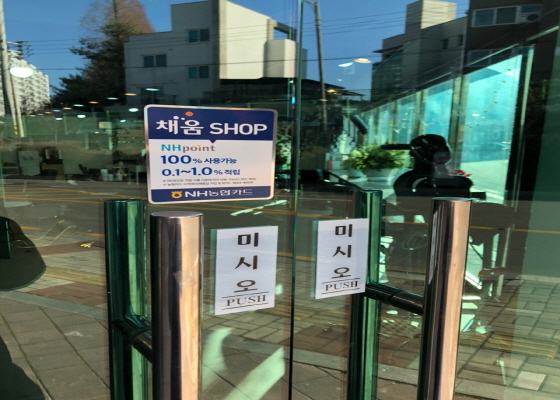 채움 SHOP
NHpoint
100% 사용가능
0.1~1.0% 적립
NH농협카드
미
시
오
PUSH
미
시
오
PUSH